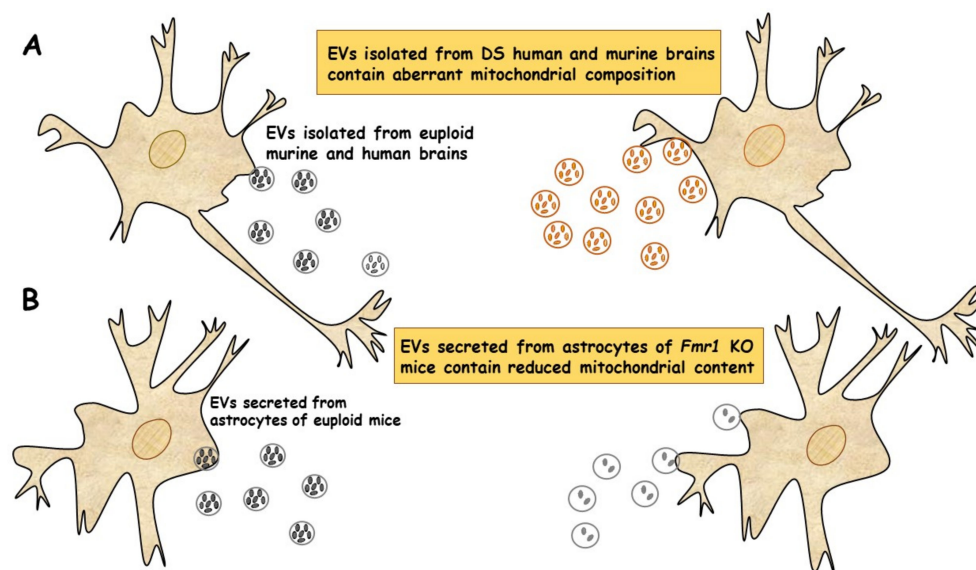 A
EVs isolated from DS human and murine brains
contain aberrant mitochondrial composition
EVs isolated from euploid
murine and human brains
B
EVs secreted from astrocytes of Fmr1 KO
mice contain reduced mitochondrial content
EVs secreted from
astrocytes of euploid mice